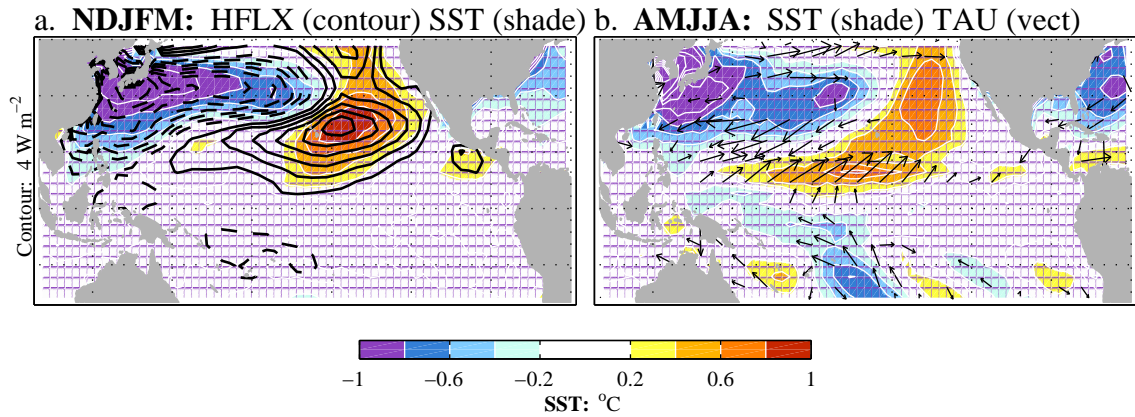 a. NDJFM: HFLX (contour) SST (shade)
b. AMJJA: SST (shade) TAU (vect)
Contour: 4 W m⁻²
−1 −0.6 −0.2 0.2 0.6 1
SST: °C